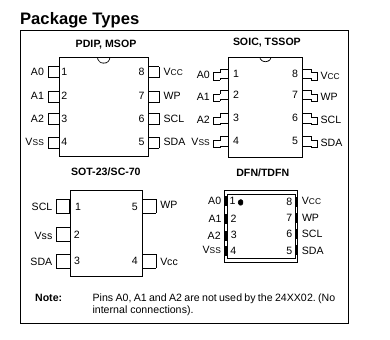 Package Types
PDIP, MSOP
A0 1 8 VCC
A1 2 7 WP
A2 3 6 SCL
VSS 4 5 SDA
SOIC, TSSOP
A0 1 8 VCC
A1 2 7 WP
A2 3 6 SCL
VSS 4 5 SDA
SOT-23/SC-70
SCL 1 5 WP
Vss 2
SDA 3 4 Vcc
DFN/TDFN
A0 1 8 VCC
A1 2 7 WP
A2 3 6 SCL
VSS 4 5 SDA
Note: Pins A0, A1 and A2 are not used by the 24XX02. (No
internal connections).